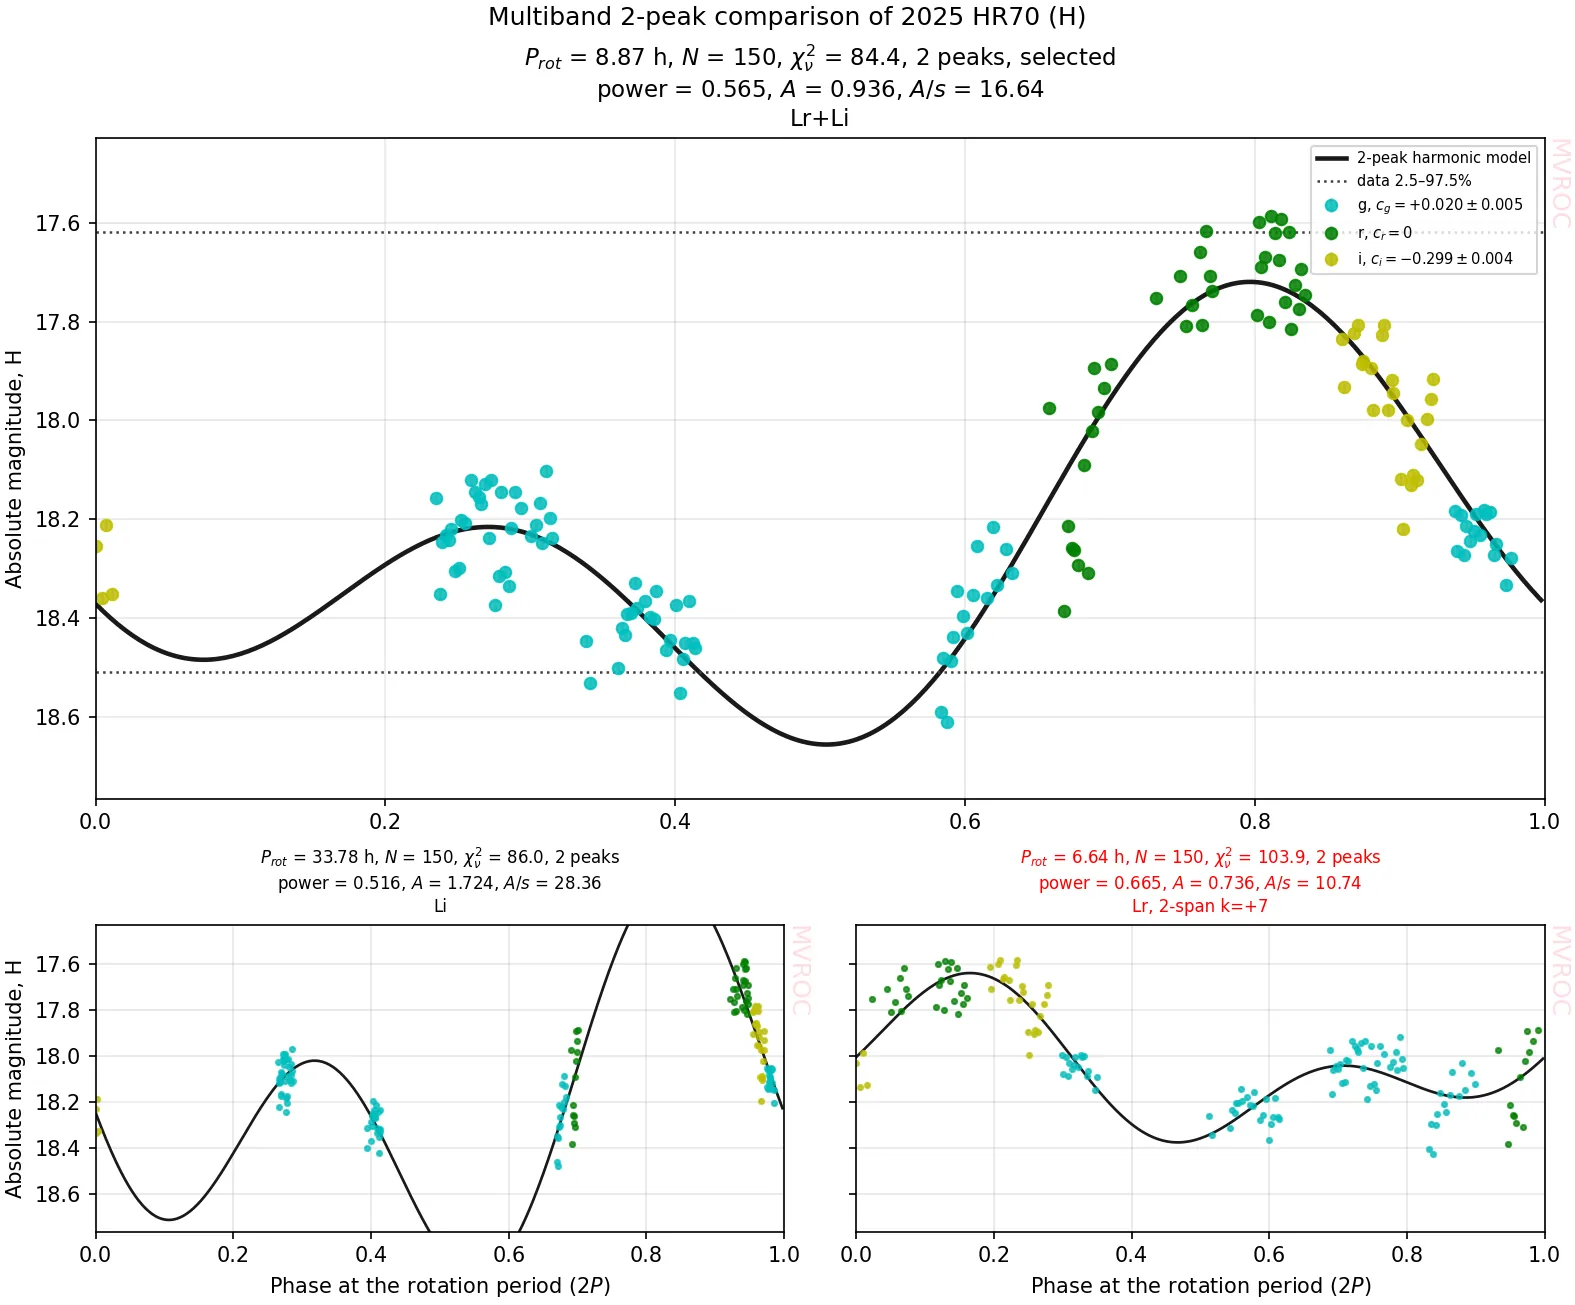 Multiband 2-peak comparison of 2025 HR70 (H)
P_rot = 8.87 h, N = 150, χ²_ν = 84.4, 2 peaks, selected
power = 0.565, A = 0.936, A/s = 16.64
Lr+Li
2-peak harmonic model
data 2.5–97.5%
g, c_g = +0.020 ± 0.005
r, c_r = 0
i, c_i = −0.299 ± 0.004
MVROC
Absolute magnitude, H
17.6
17.8
18.0
18.2
18.4
18.6
0.0 0.2 0.4 0.6 0.8 1.0
P_rot = 33.78 h, N = 150, χ²_ν = 86.0, 2 peaks
power = 0.516, A = 1.724, A/s = 28.36
Li
MVROC
Absolute magnitude, H
17.6
17.8
18.0
18.2
18.4
18.6
0.0 0.2 0.4 0.6 0.8 1.0
Phase at the rotation period (2P)
P_rot = 6.64 h, N = 150, χ²_ν = 103.9, 2 peaks
power = 0.665, A = 0.736, A/s = 10.74
Lr, 2-span k=+7
MVROC
0.0 0.2 0.4 0.6 0.8 1.0
Phase at the rotation period (2P)